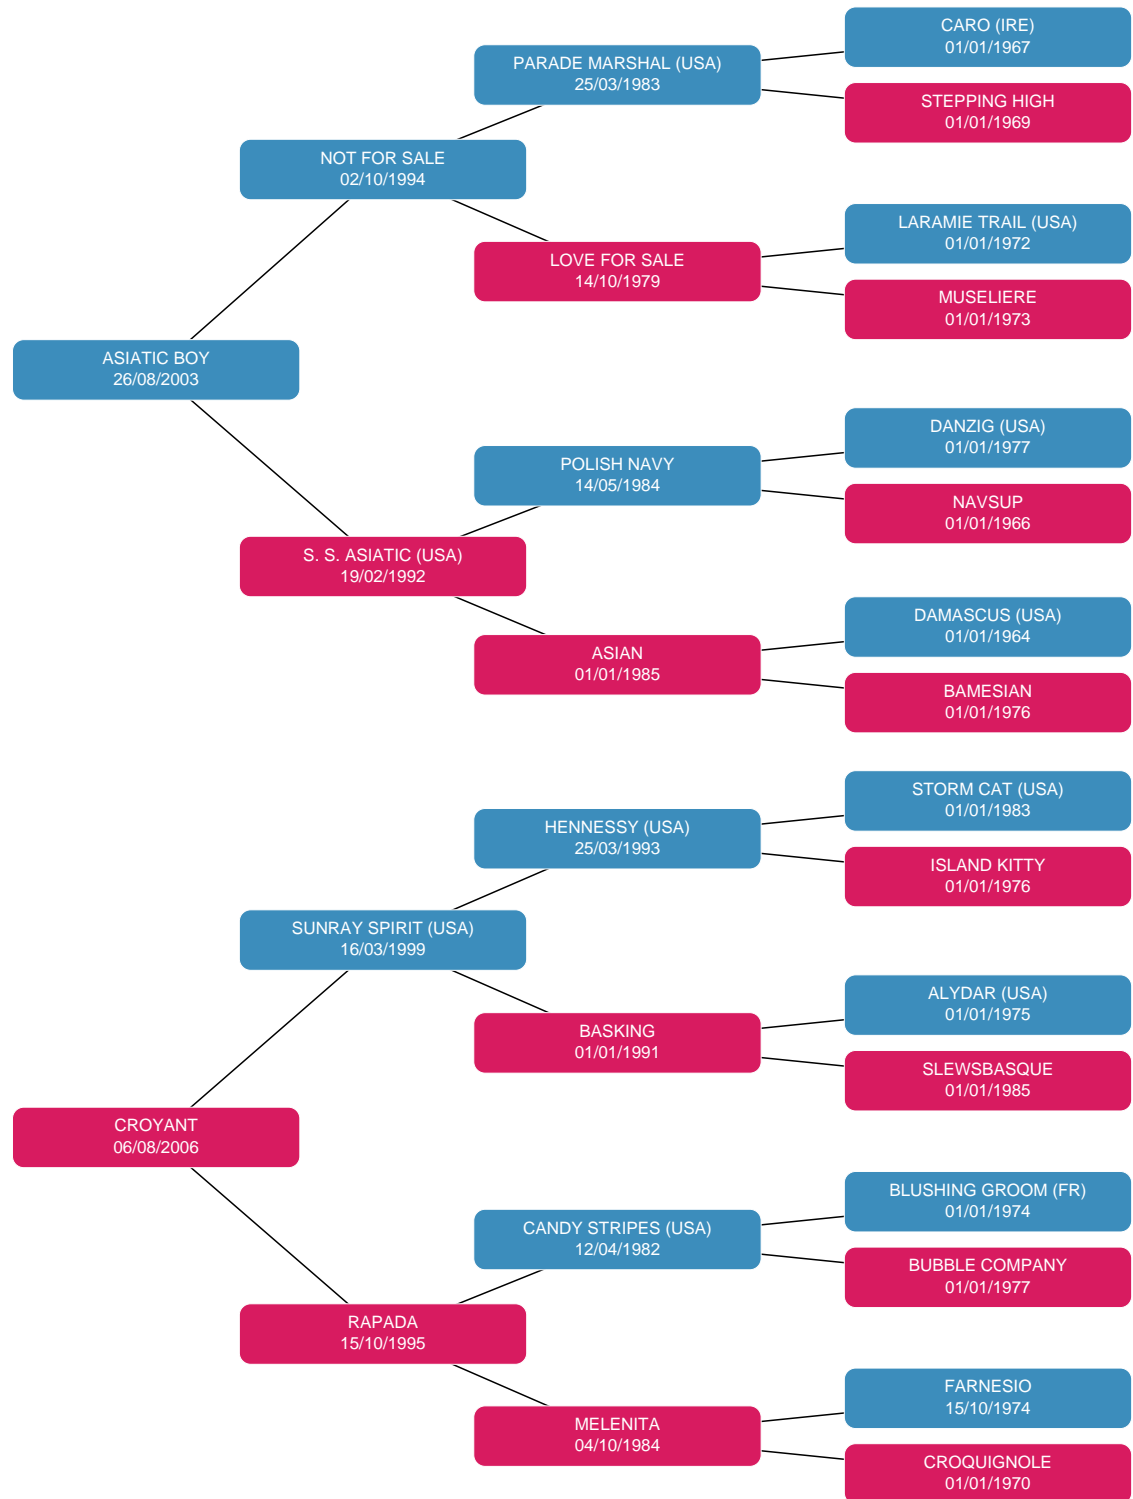 CARO (IRE)
01/01/1967
PARADE MARSHAL (USA)
25/03/1983
STEPPING HIGH
01/01/1969
NOT FOR SALE
02/10/1994
LARAMIE TRAIL (USA)
01/01/1972
LOVE FOR SALE
14/10/1979
MUSELIERE
01/01/1973
ASIATIC BOY
26/08/2003
DANZIG (USA)
01/01/1977
POLISH NAVY
14/05/1984
NAVSUP
01/01/1966
S. S. ASIATIC (USA)
19/02/1992
DAMASCUS (USA)
01/01/1964
ASIAN
01/01/1985
BAMESIAN
01/01/1976
STORM CAT (USA)
01/01/1983
HENNESSY (USA)
25/03/1993
ISLAND KITTY
01/01/1976
SUNRAY SPIRIT (USA)
16/03/1999
ALYDAR (USA)
01/01/1975
BASKING
01/01/1991
SLEWSBASQUE
01/01/1985
CROYANT
06/08/2006
BLUSHING GROOM (FR)
01/01/1974
CANDY STRIPES (USA)
12/04/1982
BUBBLE COMPANY
01/01/1977
RAPADA
15/10/1995
FARNESIO
15/10/1974
MELENITA
04/10/1984
CROQUIGNOLE
01/01/1970